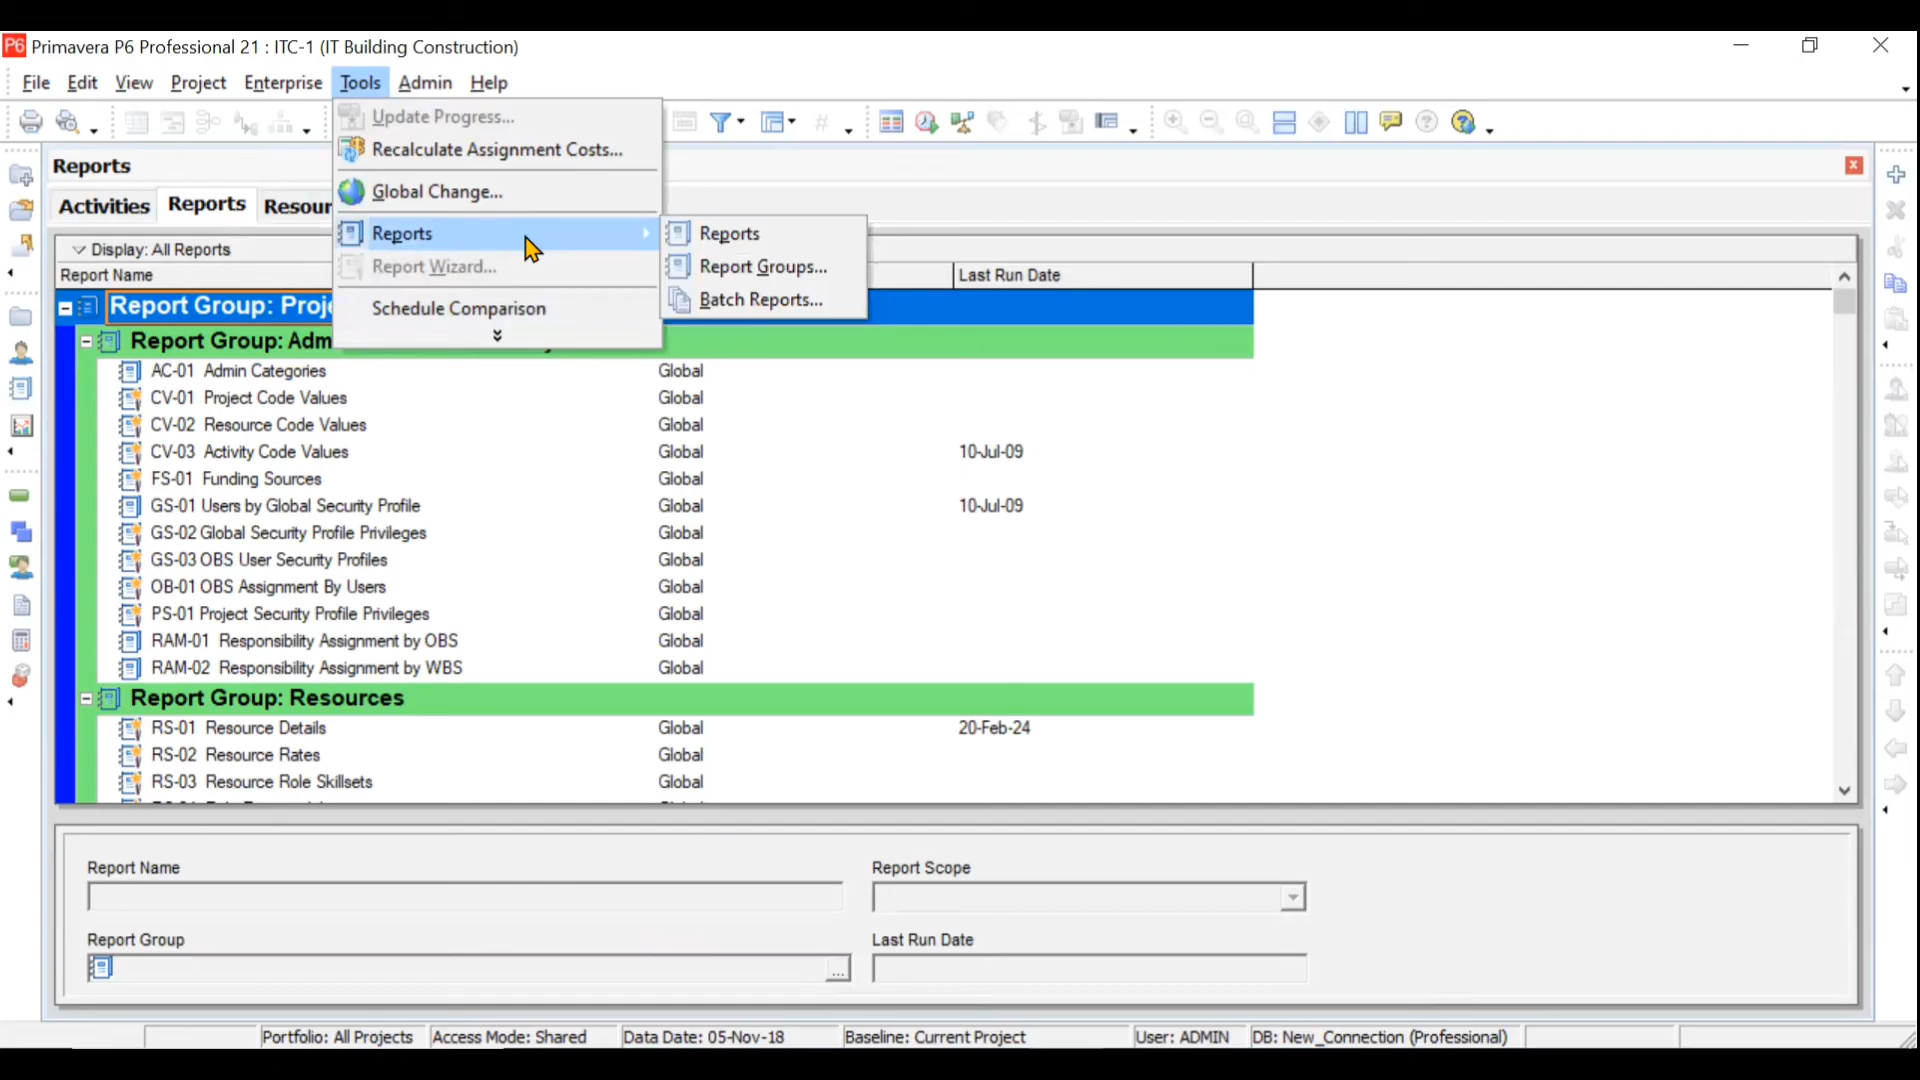 P6 Primavera P6 Professional 21 : ITC-1 (IT Building Construction)
File Edit View Project Enterprise Tools Admin Help
Update Progress...
Recalculate Assignment Costs...
Global Change...
Reports
Report Wizard...
Schedule Comparison
Reports
Report Groups...
Batch Reports...
Reports
Activities Reports Resour
Display: All Reports
Report Name Last Run Date
Report Group: Proje
Report Group: Adm
AC-01 Admin Categories Global
CV-01 Project Code Values Global
CV-02 Resource Code Values Global
CV-03 Activity Code Values Global 10-Jul-09
FS-01 Funding Sources Global
GS-01 Users by Global Security Profile Global 10-Jul-09
GS-02 Global Security Profile Privileges Global
GS-03 OBS User Security Profiles Global
OB-01 OBS Assignment By Users Global
PS-01 Project Security Profile Privileges Global
RAM-01 Responsibility Assignment by OBS Global
RAM-02 Responsibility Assignment by WBS Global
Report Group: Resources
RS-01 Resource Details Global 20-Feb-24
RS-02 Resource Rates Global
RS-03 Resource Role Skillsets Global
Report Name Report Scope
Report Group Last Run Date
...
Portfolio: All Projects Access Mode: Shared Data Date: 05-Nov-18 Baseline: Current Project User: ADMIN DB: New_Connection (Professional)